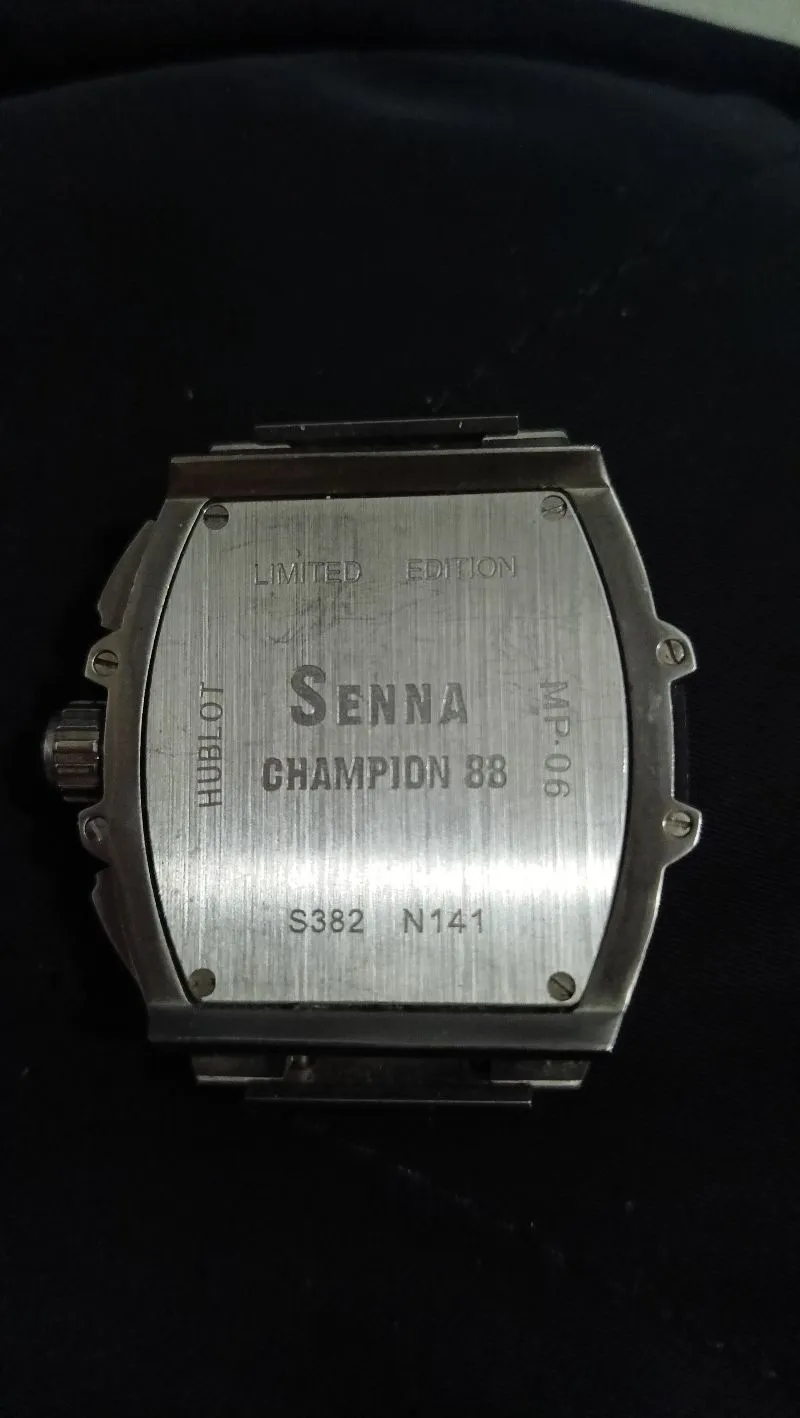 LIMITED EDITION
HUBLOT
SENNA
CHAMPION 88
MP-06
S382 N141